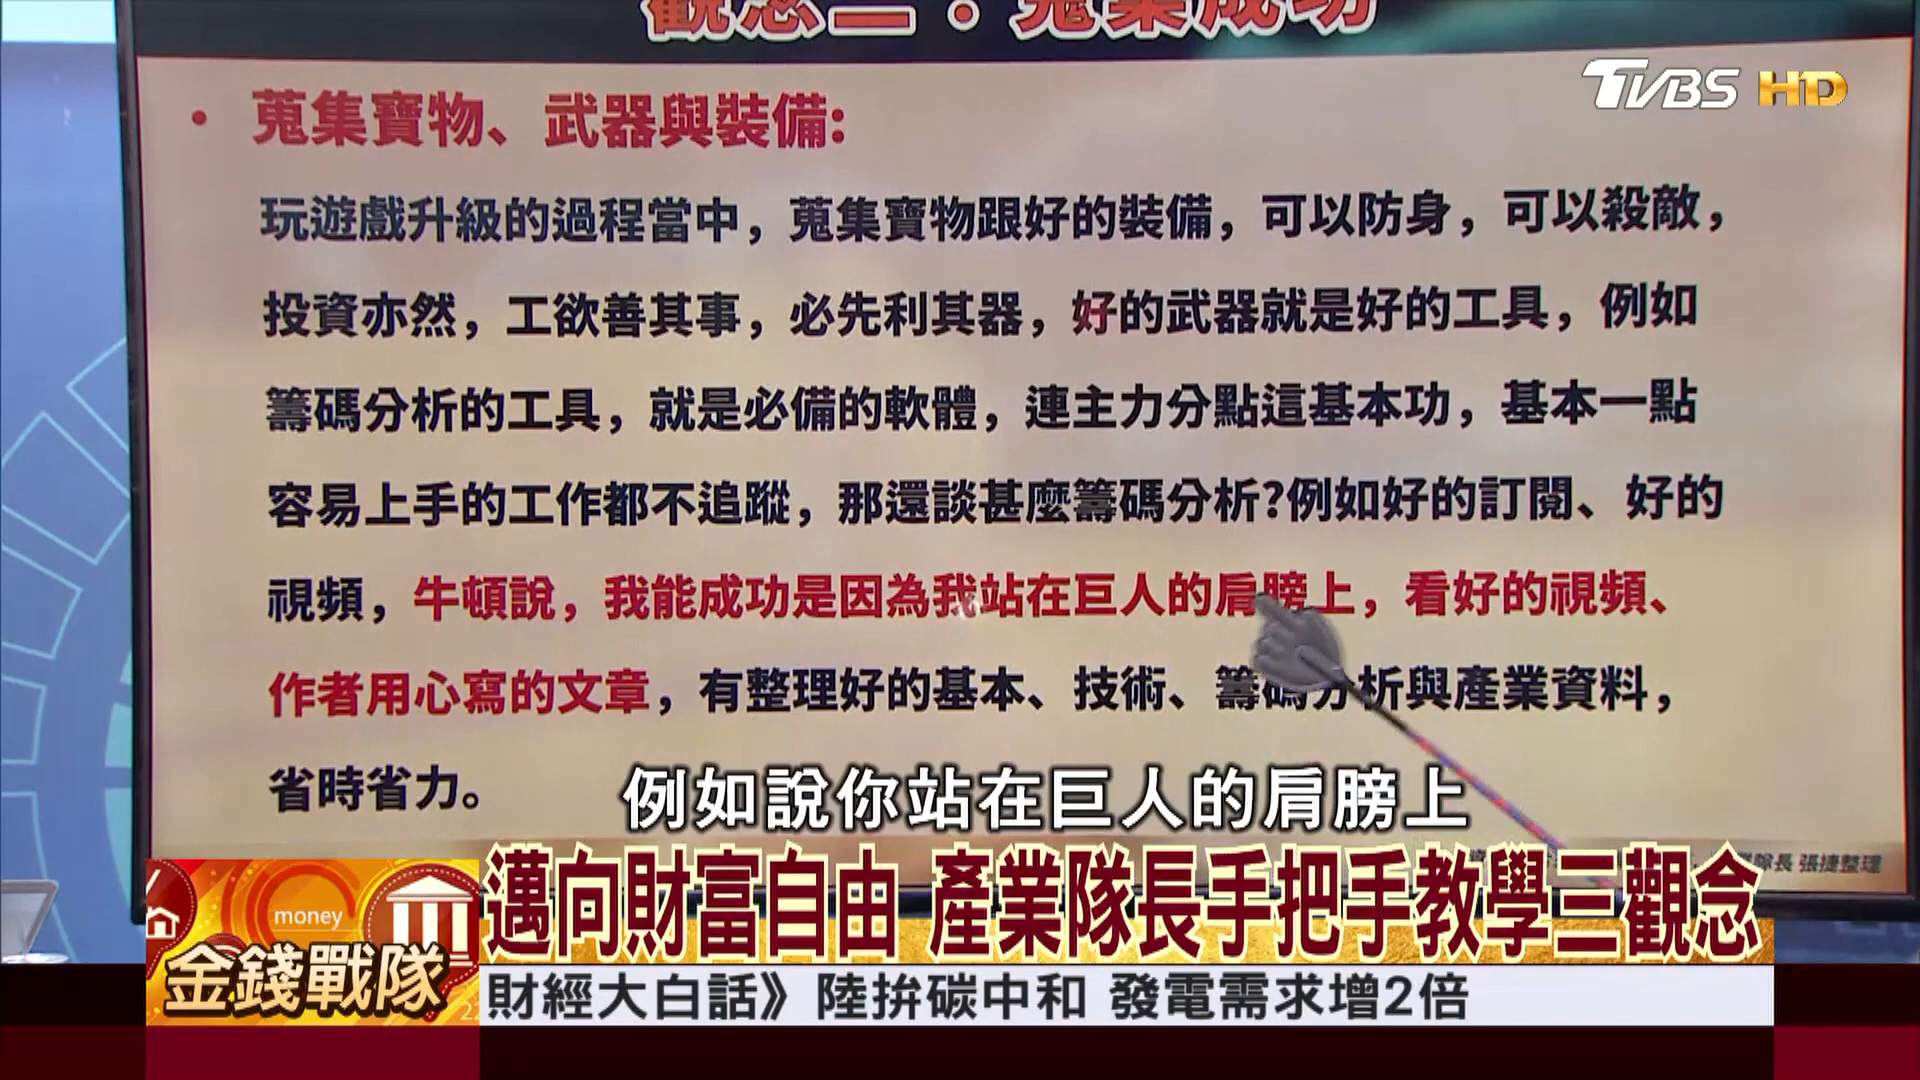 觀念二：蒐集成功
TVBS HD
• 蒐集寶物、武器與裝備:
玩遊戲升級的過程當中，蒐集寶物跟好的裝備，可以防身，可以殺敵，
投資亦然，工欲善其事，必先利其器，好的武器就是好的工具，例如
籌碼分析的工具，就是必備的軟體，連主力分點這基本功，基本一點
容易上手的工作都不追蹤，那還談甚麼籌碼分析?例如好的訂閱、好的
視頻，牛頓說，我能成功是因為我站在巨人的肩膀上，看好的視頻、
作者用心寫的文章，有整理好的基本、技術、籌碼分析與產業資料，
省時省力。
例如說你站在巨人的肩膀上
隊長 張捷整理
money
金錢戰隊
邁向財富自由 產業隊長手把手教學三觀念
財經大白話》陸拚碳中和 發電需求增2倍